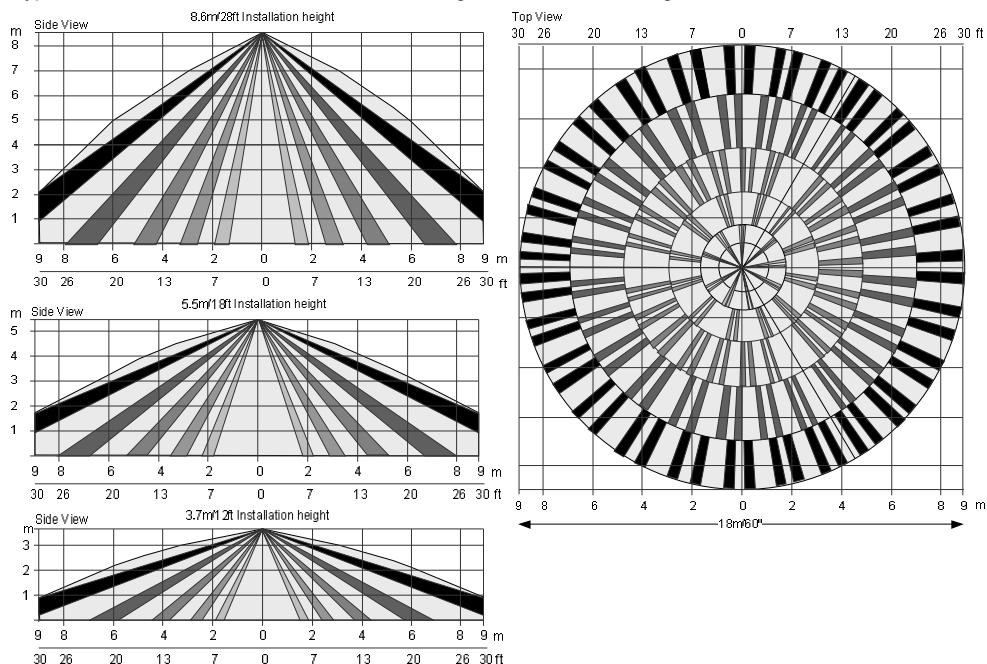 8.6m/28ft Installation height
Side View
m
8
7
6
5
4
3
2
1
9 8 6 4 2 0 2 4 6 8 9 m
30 26 20 13 7 0 7 13 20 26 30 ft
5.5m/18ft Installation height
Side View
m
5
4
3
2
1
9 8 6 4 2 0 2 4 6 8 9 m
30 26 20 13 7 0 7 13 20 26 30 ft
3.7m/12ft Installation height
Side View
m
3
2
1
9 8 6 4 2 0 2 4 6 8 9 m
30 26 20 13 7 0 7 13 20 26 30 ft
Top View
30 26 20 13 7 0 7 13 20 26 30 ft
9 8 6 4 2 0 2 4 6 8 9 m
18m/60"